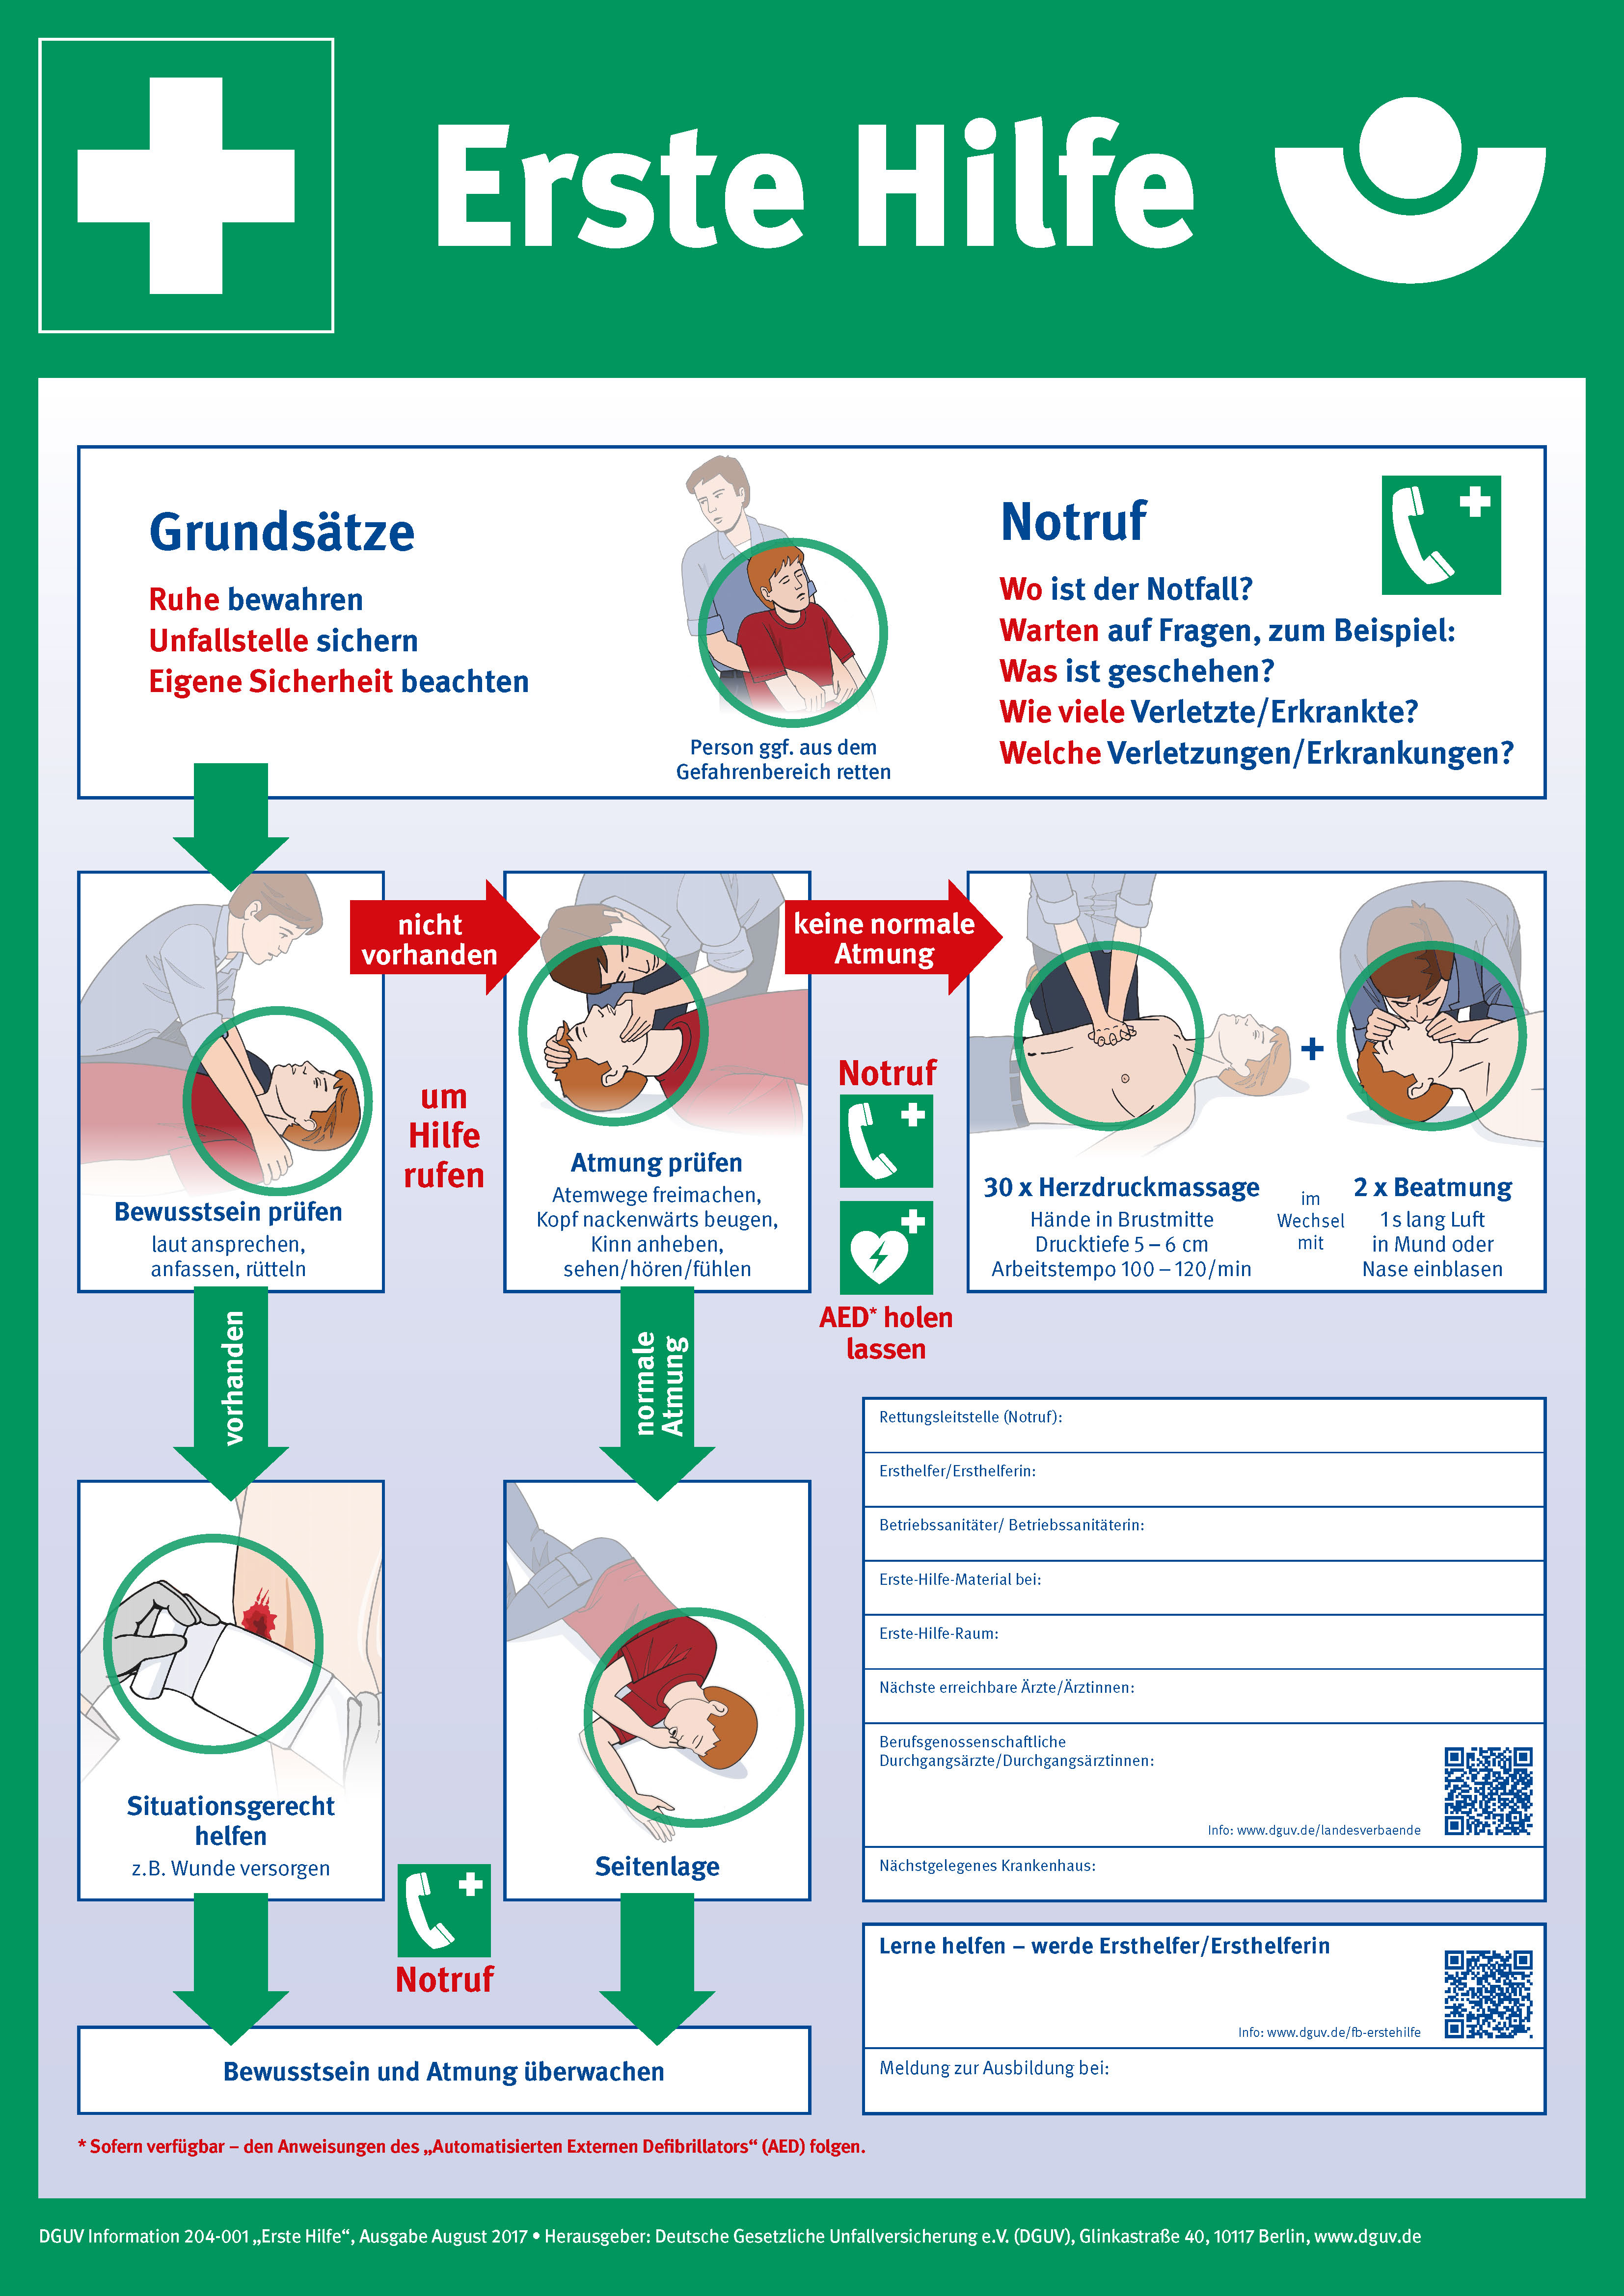 Erste Hilfe
Grundsätze
Ruhe bewahren
Unfallstelle sichern
Eigene Sicherheit beachten
Person ggf. aus dem
Gefahrenbereich retten
Notruf
Wo ist der Notfall?
Warten auf Fragen, zum Beispiel:
Was ist geschehen?
Wie viele Verletzte/Erkrankte?
Welche Verletzungen/Erkrankungen?
nicht
vorhanden
keine normale
Atmung
um
Hilfe
rufen
Bewusstsein prüfen
laut ansprechen,
anfassen, rütteln
Atmung prüfen
Atemwege freimachen,
Kopf nackenwärts beugen,
Kinn anheben,
sehen/hören/fühlen
Notruf
AED* holen
lassen
+
30 x Herzdruckmassage
Hände in Brustmitte
Drucktiefe 5 – 6 cm
Arbeitstempo 100 – 120/min
im
Wechsel
mit
2 x Beatmung
1 s lang Luft
in Mund oder
Nase einblasen
vorhanden
normale
Atmung
Situationsgerecht
helfen
z.B. Wunde versorgen
Seitenlage
Notruf
Bewusstsein und Atmung überwachen
Rettungsleitstelle (Notruf):
Ersthelfer/Ersthelferin:
Betriebssanitäter/ Betriebssanitäterin:
Erste-Hilfe-Material bei:
Erste-Hilfe-Raum:
Nächste erreichbare Ärzte/Ärztinnen:
Berufsgenossenschaftliche
Durchgangsärzte/Durchgangsärztinnen:
Info: www.dguv.de/landesverbaende
Nächstgelegenes Krankenhaus:
Lerne helfen – werde Ersthelfer/Ersthelferin
Info: www.dguv.de/fb-erstehilfe
Meldung zur Ausbildung bei:
* Sofern verfügbar – den Anweisungen des „Automatisierten Externen Defibrillators“ (AED) folgen.
DGUV Information 204-001 „Erste Hilfe“, Ausgabe August 2017 • Herausgeber: Deutsche Gesetzliche Unfallversicherung e.V. (DGUV), Glinkastraße 40, 10117 Berlin, www.dguv.de